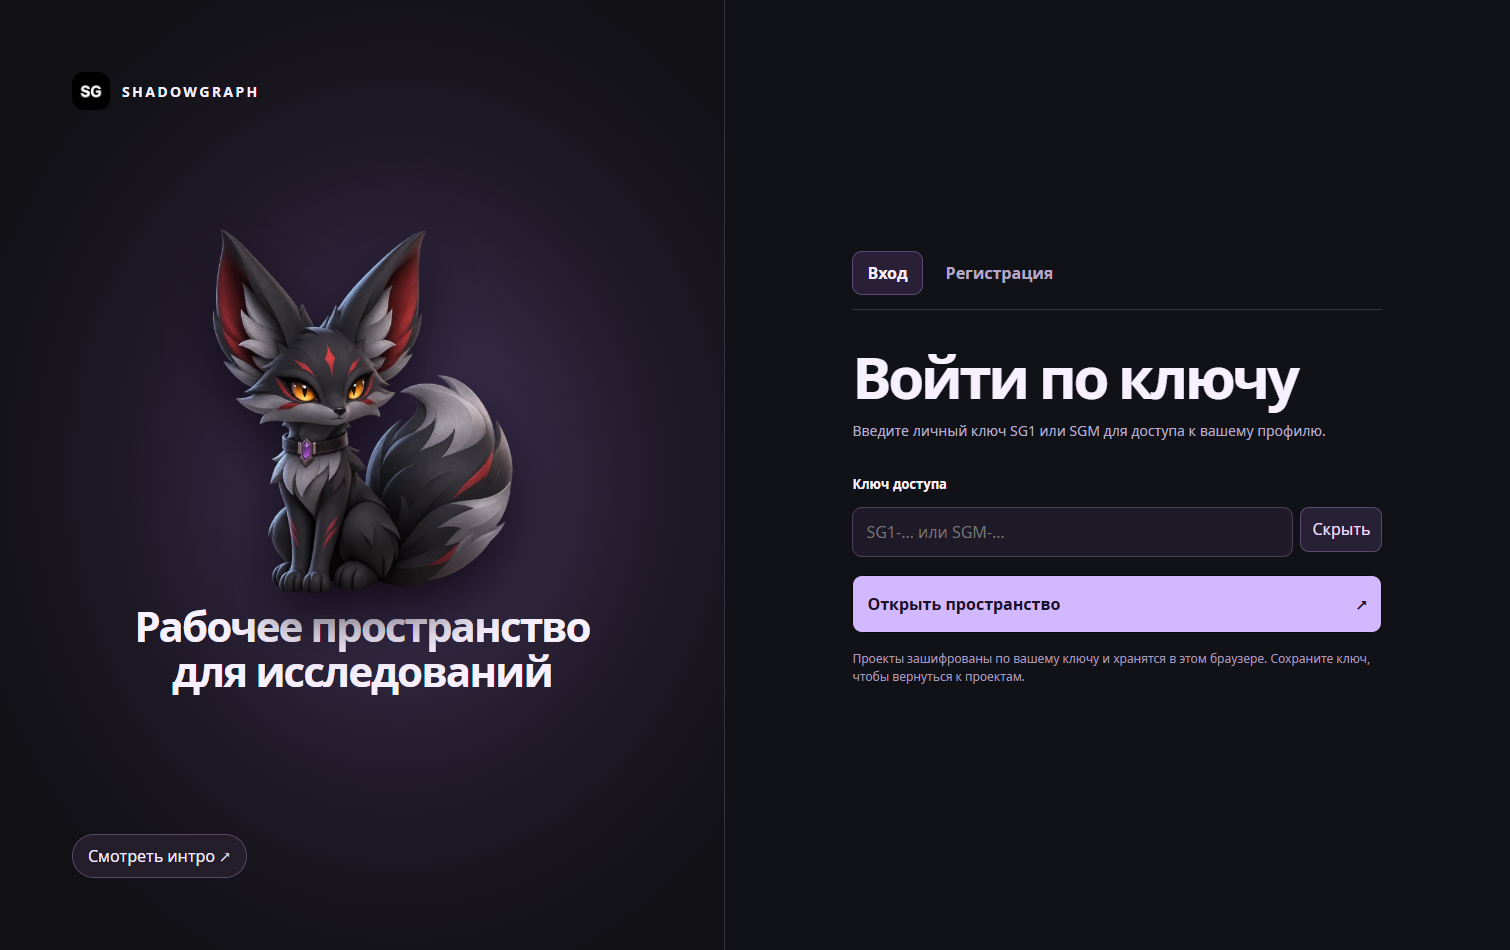 SG SHADOWGRAPH
Рабочее пространство
для исследований
Смотреть интро ↗
Вход Регистрация
Войти по ключу
Введите личный ключ SG1 или SGM для доступа к вашему профилю.
Ключ доступа
SG1-... или SGM-...
Скрыть
Открыть пространство ↗
Проекты зашифрованы по вашему ключу и хранятся в этом браузере. Сохраните ключ,
чтобы вернуться к проектам.